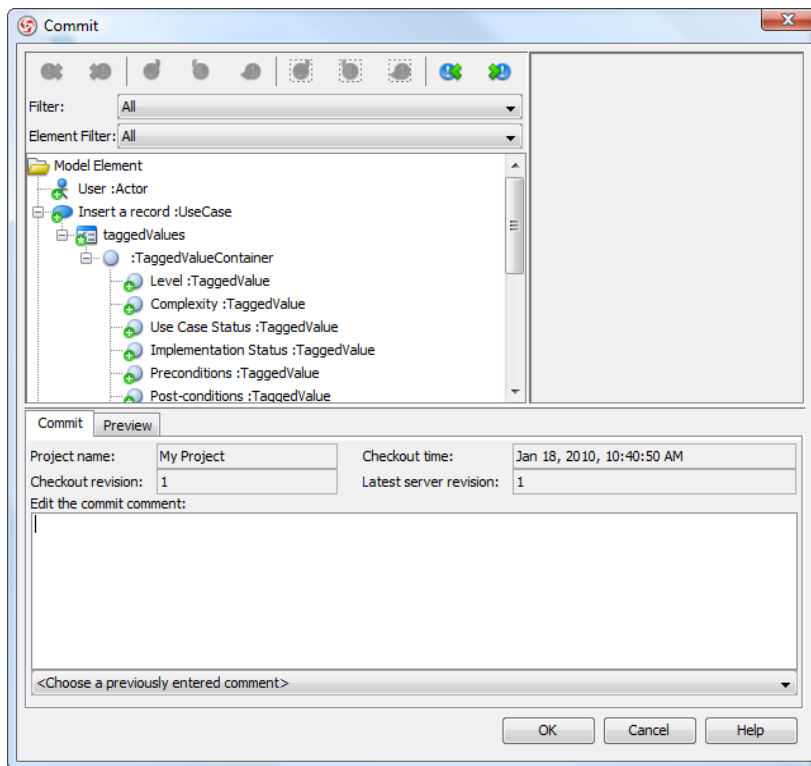 Commit
Filter: All
Element Filter: All
Model Element
User :Actor
Insert a record :UseCase
taggedValues
:TaggedValueContainer
Level :TaggedValue
Complexity :TaggedValue
Use Case Status :TaggedValue
Implementation Status :TaggedValue
Preconditions :TaggedValue
Post-conditions :TaggedValue
Commit Preview
Project name: My Project Checkout time: Jan 18, 2010, 10:40:50 AM
Checkout revision: 1 Latest server revision: 1
Edit the commit comment:
<Choose a previously entered comment>
OK Cancel Help